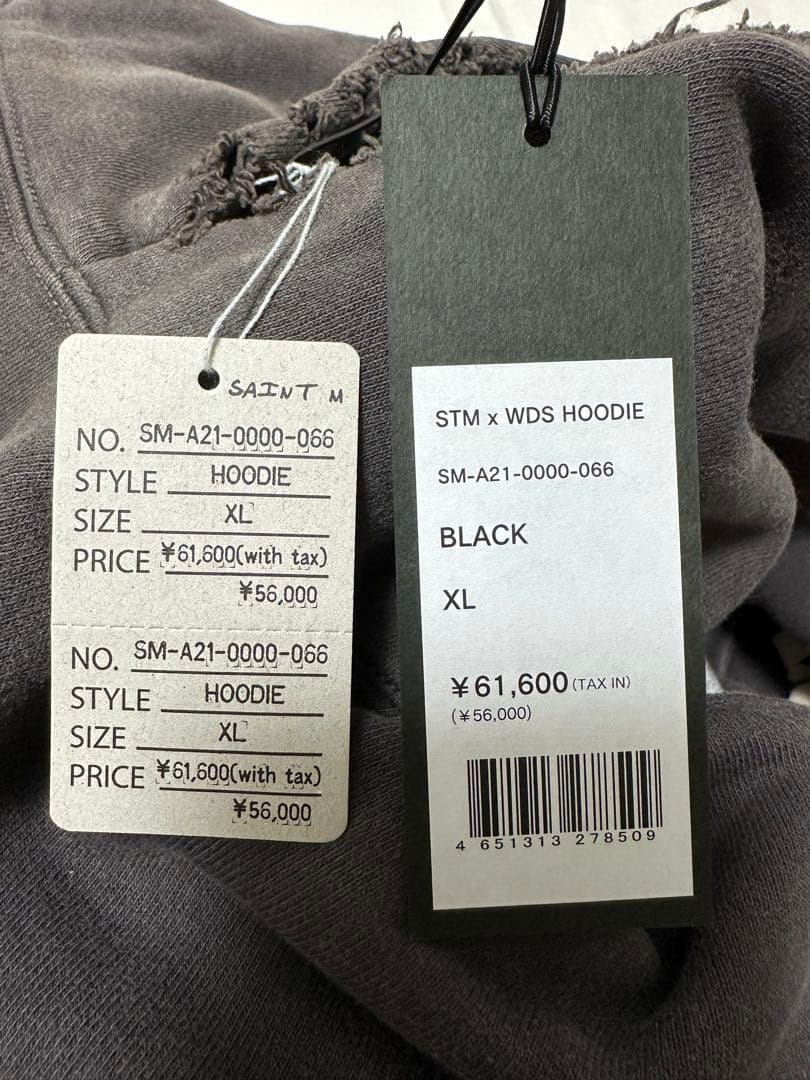 SAINT M
NO. SM-A21-0000-066
STYLE HOODIE
SIZE XL
PRICE ¥61,600(with tax)
¥56,000
NO. SM-A21-0000-066
STYLE HOODIE
SIZE XL
PRICE ¥61,600(with tax)
¥56,000
STM x WDS HOODIE
SM-A21-0000-066
BLACK
XL
¥61,600 (TAX IN)
(¥56,000)
4 651313 278509